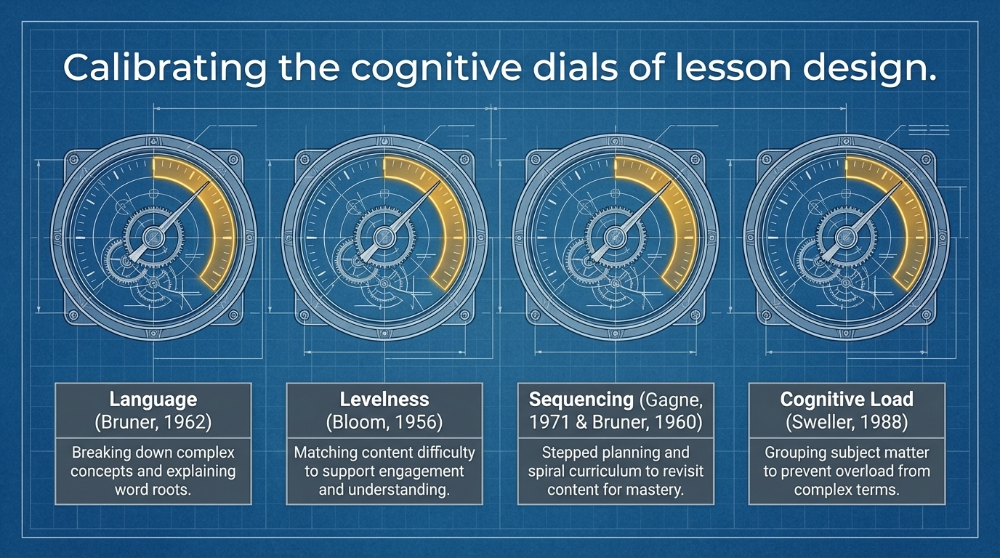 Calibrating the cognitive dials of lesson design.
Language
(Bruner, 1962)
Breaking down complex
concepts and explaining
word roots.
Levelness
(Bloom, 1956)
Matching content difficulty
to support engagement
and understanding.
Sequencing (Gagne,
1971 & Bruner, 1960)
Stepped planning and
spiral curriculum to revisit
content for mastery.
Cognitive Load
(Sweller, 1988)
Grouping subject matter
to prevent overload from
complex terms.